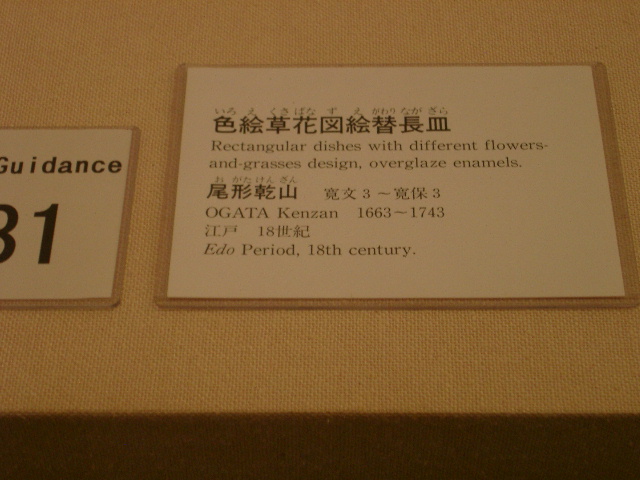 Guidance
31
いろ え くさ ばな ず え がわり なが ざら
色絵草花図絵替長皿
Rectangular dishes with different flowers-
and-grasses design, overglaze enamels.
お がた けん ざん
尾形乾山 寛文3～寛保3
OGATA Kenzan 1663～1743
江戸 18世紀
Edo Period, 18th century.